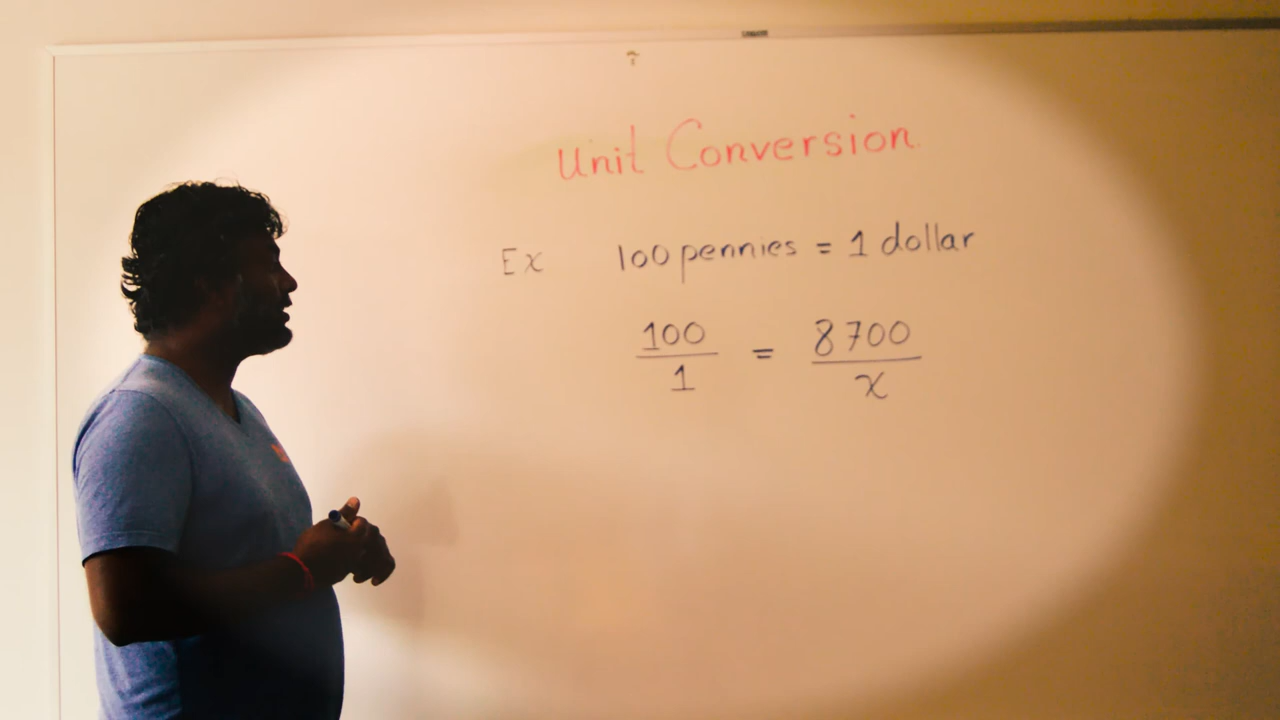 Unit Conversion.
Ex 100 pennies = 1 dollar
100/1 = 8700/x